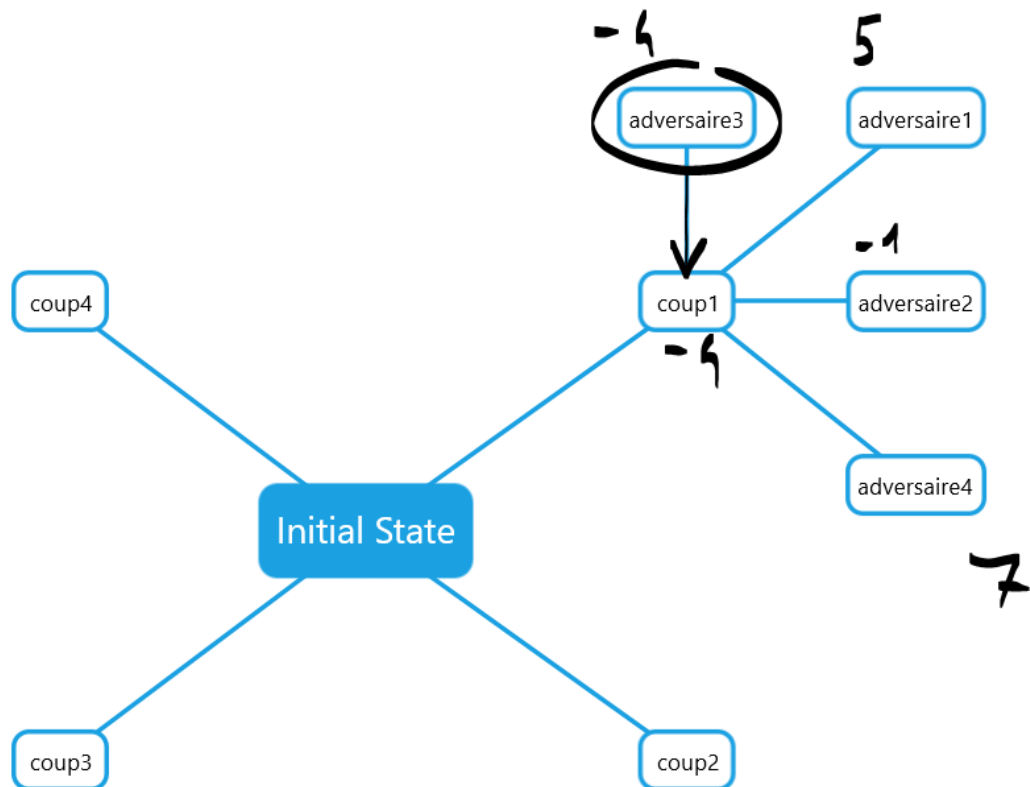 -4
5
adversaire3
adversaire1
-1
coup4
coup1
adversaire2
-4
adversaire4
Initial State
7
coup3
coup2